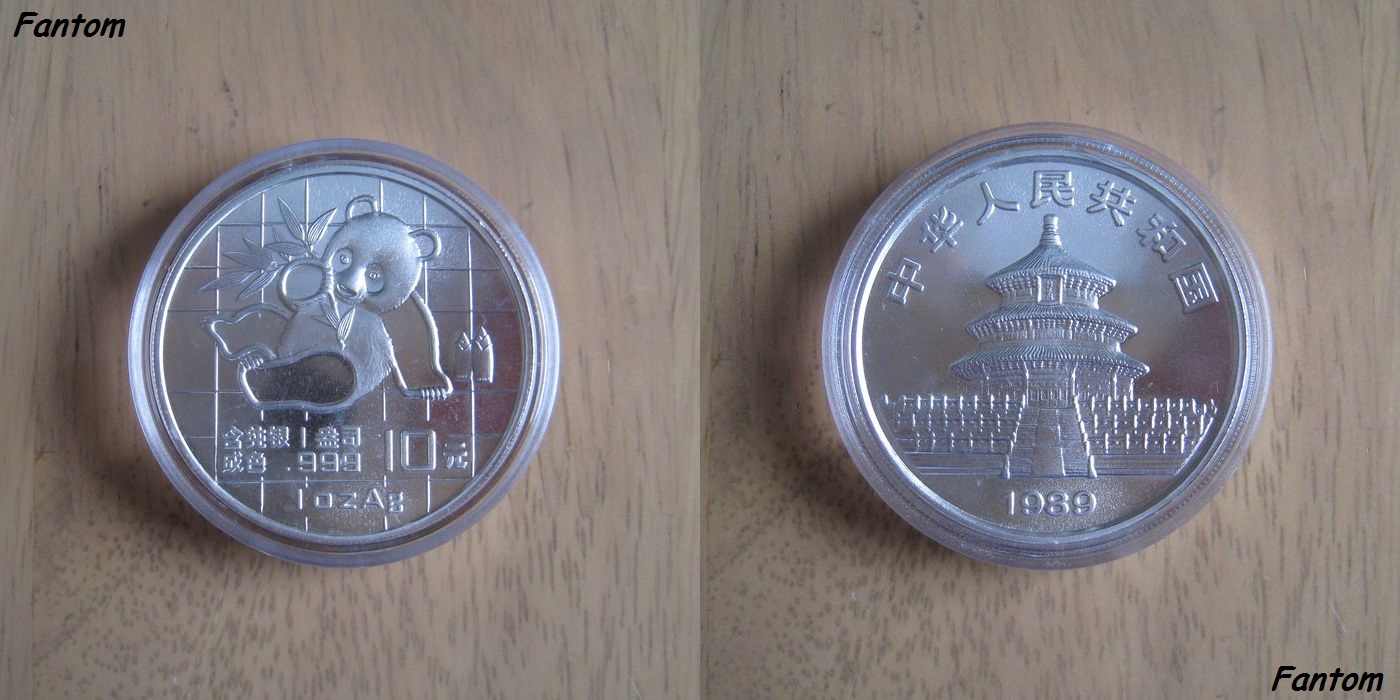 Fantom
含纯银1盎司
成色.999
10元
1ozAg
中华人民共和国
1989
Fantom